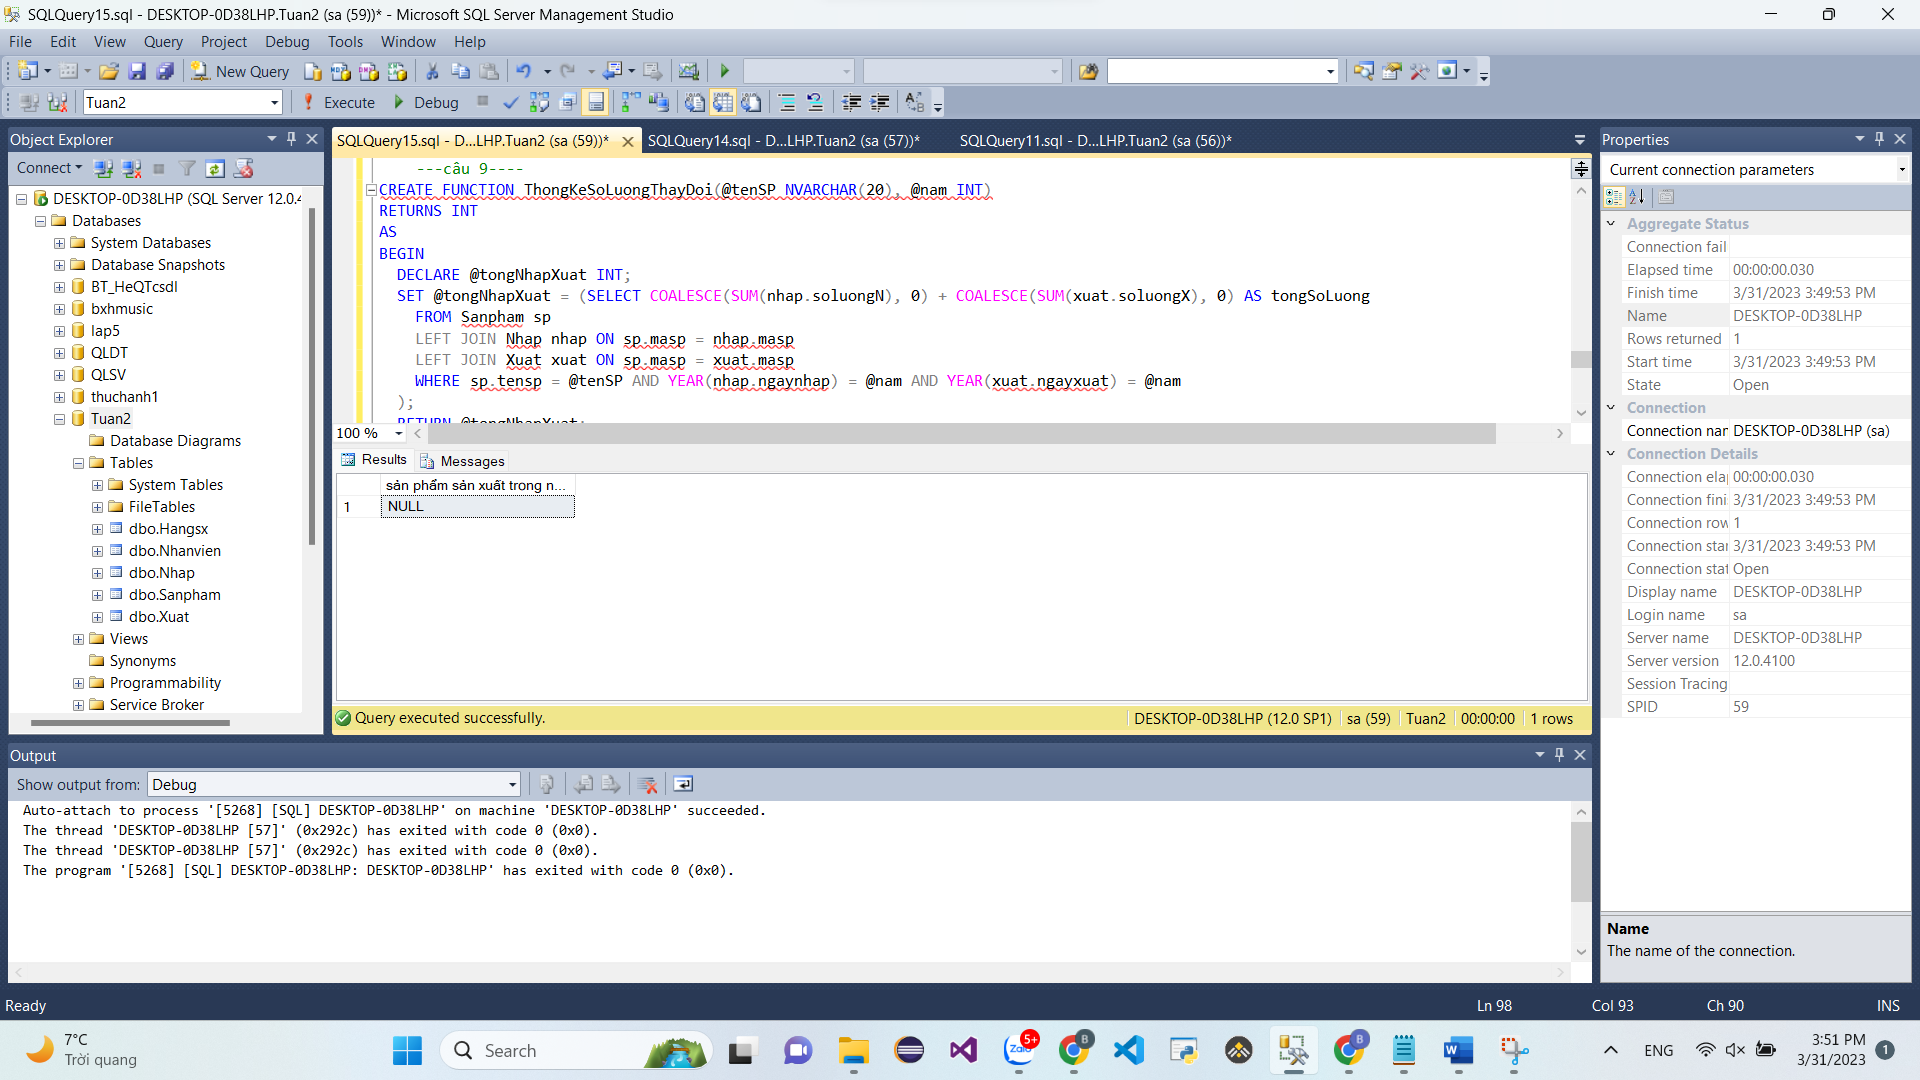 SQLQuery15.sql - DESKTOP-0D38LHP.Tuan2 (sa (59))* - Microsoft SQL Server Management Studio
File Edit View Query Project Debug Tools Window Help
New Query
Tuan2 Execute Debug
Object Explorer
Connect
DESKTOP-0D38LHP (SQL Server 12.0.4
Databases
System Databases
Database Snapshots
BT_HeQTcsdl
bxhmusic
lap5
QLDT
QLSV
thuchanh1
Tuan2
Database Diagrams
Tables
System Tables
FileTables
dbo.Hangsx
dbo.Nhanvien
dbo.Nhap
dbo.Sanpham
dbo.Xuat
Views
Synonyms
Programmability
Service Broker
SQLQuery15.sql - D...LHP.Tuan2 (sa (59))* SQLQuery14.sql - D...LHP.Tuan2 (sa (57))* SQLQuery11.sql - D...LHP.Tuan2 (sa (56))*
---câu 9----
CREATE FUNCTION ThongKeSoLuongThayDoi(@tenSP NVARCHAR(20), @nam INT)
RETURNS INT
AS
BEGIN
DECLARE @tongNhapXuat INT;
SET @tongNhapXuat = (SELECT COALESCE(SUM(nhap.soluongN), 0) + COALESCE(SUM(xuat.soluongX), 0) AS tongSoLuong
FROM Sanpham sp
LEFT JOIN Nhap nhap ON sp.masp = nhap.masp
LEFT JOIN Xuat xuat ON sp.masp = xuat.masp
WHERE sp.tensp = @tenSP AND YEAR(nhap.ngaynhap) = @nam AND YEAR(xuat.ngayxuat) = @nam
);
RETURN @tongNhapXuat;
100 %
Results Messages
sản phẩm sản xuất trong n...
1 NULL
Query executed successfully. DESKTOP-0D38LHP (12.0 SP1) sa (59) Tuan2 00:00:00 1 rows
Properties
Current connection parameters
Aggregate Status
Connection fail
Elapsed time 00:00:00.030
Finish time 3/31/2023 3:49:53 PM
Name DESKTOP-0D38LHP
Rows returned 1
Start time 3/31/2023 3:49:53 PM
State Open
Connection
Connection nar DESKTOP-0D38LHP (sa)
Connection Details
Connection ela 00:00:00.030
Connection fini 3/31/2023 3:49:53 PM
Connection row 1
Connection star 3/31/2023 3:49:53 PM
Connection stat Open
Display name DESKTOP-0D38LHP
Login name sa
Server name DESKTOP-0D38LHP
Server version 12.0.4100
Session Tracing
SPID 59
Name
The name of the connection.
Output
Show output from: Debug
Auto-attach to process '[5268] [SQL] DESKTOP-0D38LHP' on machine 'DESKTOP-0D38LHP' succeeded.
The thread 'DESKTOP-0D38LHP [57]' (0x292c) has exited with code 0 (0x0).
The thread 'DESKTOP-0D38LHP [57]' (0x292c) has exited with code 0 (0x0).
The program '[5268] [SQL] DESKTOP-0D38LHP: DESKTOP-0D38LHP' has exited with code 0 (0x0).
Ready Ln 98 Col 93 Ch 90 INS
7°C
Trời quang
Search
Zalo 5+
B
B
ENG
3:51 PM
3/31/2023
1